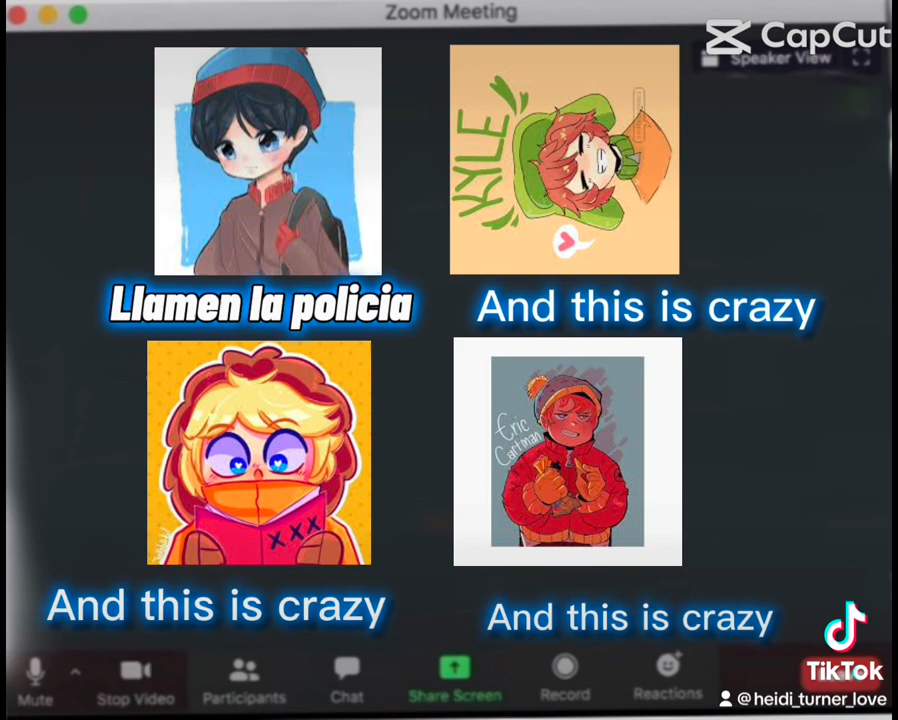 Zoom Meeting
CapCut
Speaker View
KYLE
Llamen la policia
And this is crazy
Eric
Cartman
XXX
And this is crazy
And this is crazy
TikTok
Mute
Stop Video
Participants
Chat
Share Screen
Record
Reactions
@heidi_turner_love